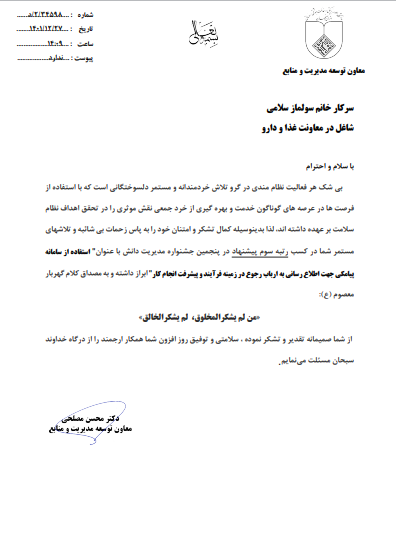 شماره : ...۲/۳۴۵۹۸/د...
تاریخ : ...۱۴۰۱/۱۲/۲۷...
ساعت : ...۱۴:۰۹...
پیوست : ...ندارد...
معاون توسعه مدیریت و منابع
سرکار خانم سولماز سلامی
شاغل در معاونت غذا و دارو
با سلام و احترام
بی شک هر فعالیت نظام مندی در گرو تلاش خردمندانه و مستمر دلسوختگانی است که با استفاده از
فرصت ها در عرصه های گوناگون خدمت و بهره گیری از خرد جمعی نقش موثری را در تحقق اهداف نظام
سلامت بر عهده داشته اند، لذا بدینوسیله کمال تشکر و امتنان خود را به پاس زحمات بی شائبه و تلاشهای
مستمر شما در کسب رتبه سوم پیشنهاد در پنجمین جشنواره مدیریت دانش با عنوان" استفاده از سامانه
پیامکی جهت اطلاع رسانی به ارباب رجوع در زمینه فرآیند و پیشرفت انجام کار"ابراز داشته و به مصداق کلام گهربار
معصوم (ع):
«من لم یشکرالمخلوق، لم یشکرالخالق»
از شما صمیمانه تقدیر و تشکر نموده ، سلامتی و توفیق روز افزون شما همکار ارجمند را از درگاه خداوند
سبحان مسئلت می‌نمایم.
دکتر محسن مصلحی
معاون توسعه مدیریت و منابع